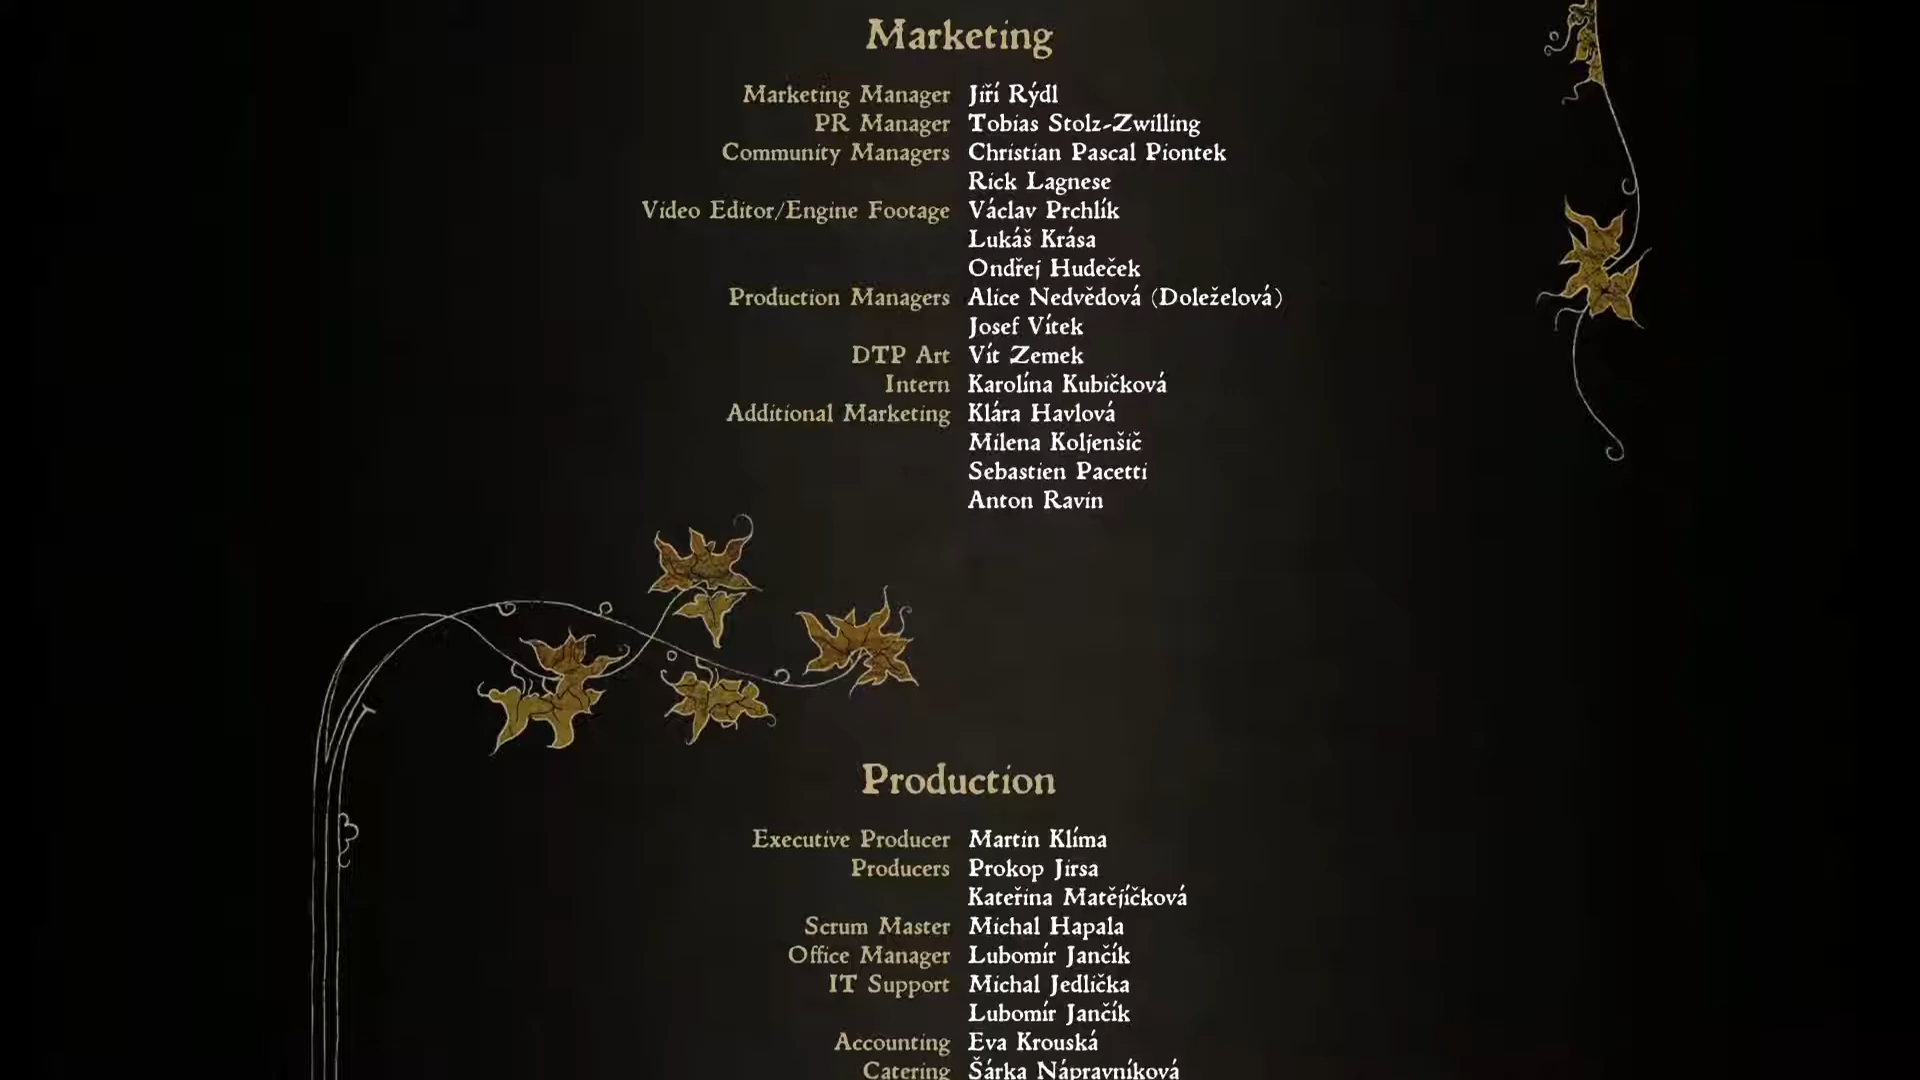 Marketing
Marketing Manager Jiří Rýdl
PR Manager Tobias Stolz-Zwilling
Community Managers Christian Pascal Piontek
Rick Lagnese
Video Editor/Engine Footage Václav Prchlík
Lukáš Krása
Ondřej Hudeček
Production Managers Alice Nedvědová (Doleželová)
Josef Vítek
DTP Art Vít Zemek
Intern Karolína Kubičková
Additional Marketing Klára Havlová
Milena Koljenšič
Sebastien Pacetti
Anton Ravin
Production
Executive Producer Martin Klíma
Producers Prokop Jirsa
Kateřina Matějíčková
Scrum Master Michal Hapala
Office Manager Lubomír Jančík
IT Support Michal Jedlička
Lubomír Jančík
Accounting Eva Krouská
Catering Šárka Nápravníková